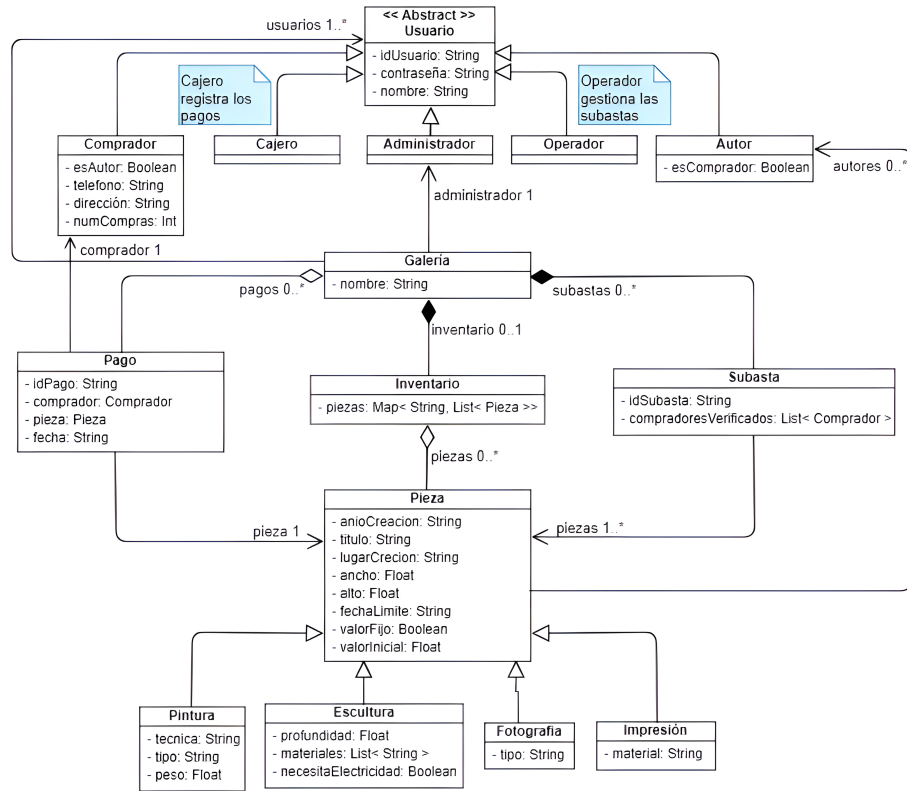 usuarios 1..*
<< Abstract >>
Usuario
- idUsuario: String
- contraseña: String
- nombre: String
Cajero
registra los
pagos
Operador
gestiona las
subastas
Comprador
- esAutor: Boolean
- telefono: String
- dirección: String
- numCompras: Int
Cajero
Administrador
Operador
Autor
- esComprador: Boolean
autores 0..*
administrador 1
comprador 1
Galería
- nombre: String
pagos 0..*
subastas 0..*
inventario 0..1
Pago
- idPago: String
- comprador: Comprador
- pieza: Pieza
- fecha: String
Inventario
- piezas: Map< String, List< Pieza >>
Subasta
- idSubasta: String
- compradoresVerificados: List< Comprador >
piezas 0..*
pieza 1
piezas 1..*
Pieza
- anioCreacion: String
- titulo: String
- lugarCrecion: String
- ancho: Float
- alto: Float
- fechaLimite: String
- valorFijo: Boolean
- valorInicial: Float
Pintura
- tecnica: String
- tipo: String
- peso: Float
Escultura
- profundidad: Float
- materiales: List< String >
- necesitaElectricidad: Boolean
Fotografia
- tipo: String
Impresión
- material: String